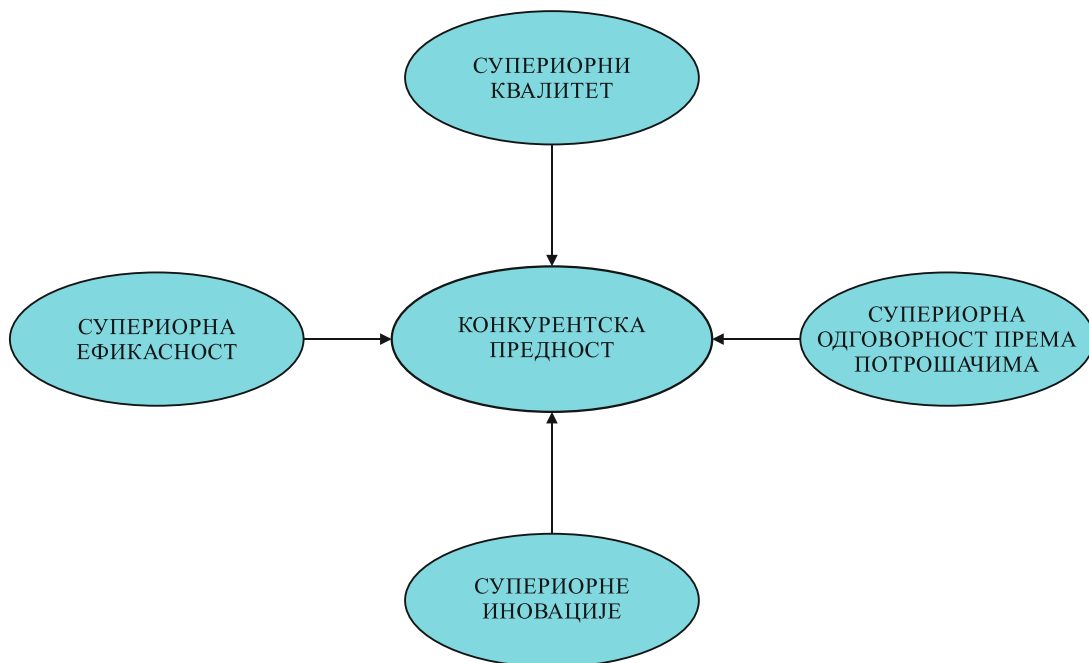 СУПЕРИОРНИ
КВАЛИТЕТ
СУПЕРИОРНА
ЕФИКАСНОСТ
КОНКУРЕНТСКА
ПРЕДНОСТ
СУПЕРИОРНА
ОДГОВОРНОСТ ПРЕМА
ПОТРОШАЧИМА
СУПЕРИОРНЕ
ИНОВАЦИЈЕ